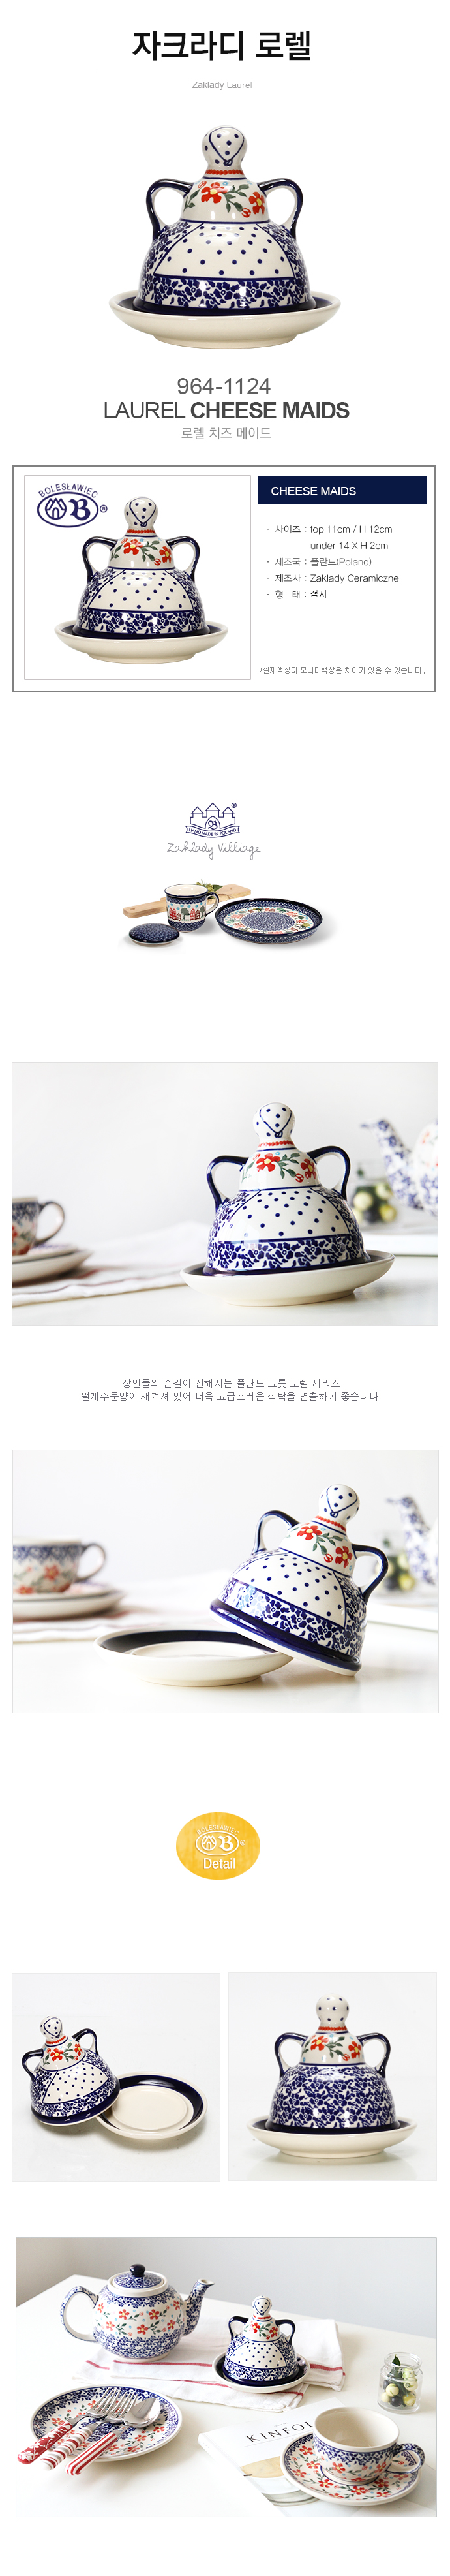 자크라디 로렐
Zaklady Laurel
964-1124
LAUREL CHEESE MAIDS
로렐 치즈 메이드
BOLESŁAWIEC
B
®
CHEESE MAIDS
· 사이즈 : top 11cm / H 12cm
under 14 X H 2cm
· 제조국 : 폴란드(Poland)
· 제조사 : Zaklady Ceramiczne
· 형 태 : 접시
*실제색상과 모니터색상은 차이가 있을 수 있습니다.
®
B
HAND MADE IN POLAND
Zaklady Villiage
장인들의 손길이 전해지는 폴란드 그릇 로렐 시리즈
월계수문양이 새겨져 있어 더욱 고급스러운 식탁을 연출하기 좋습니다.
BOLESŁAWIEC
B
®
Detail
KINFOL